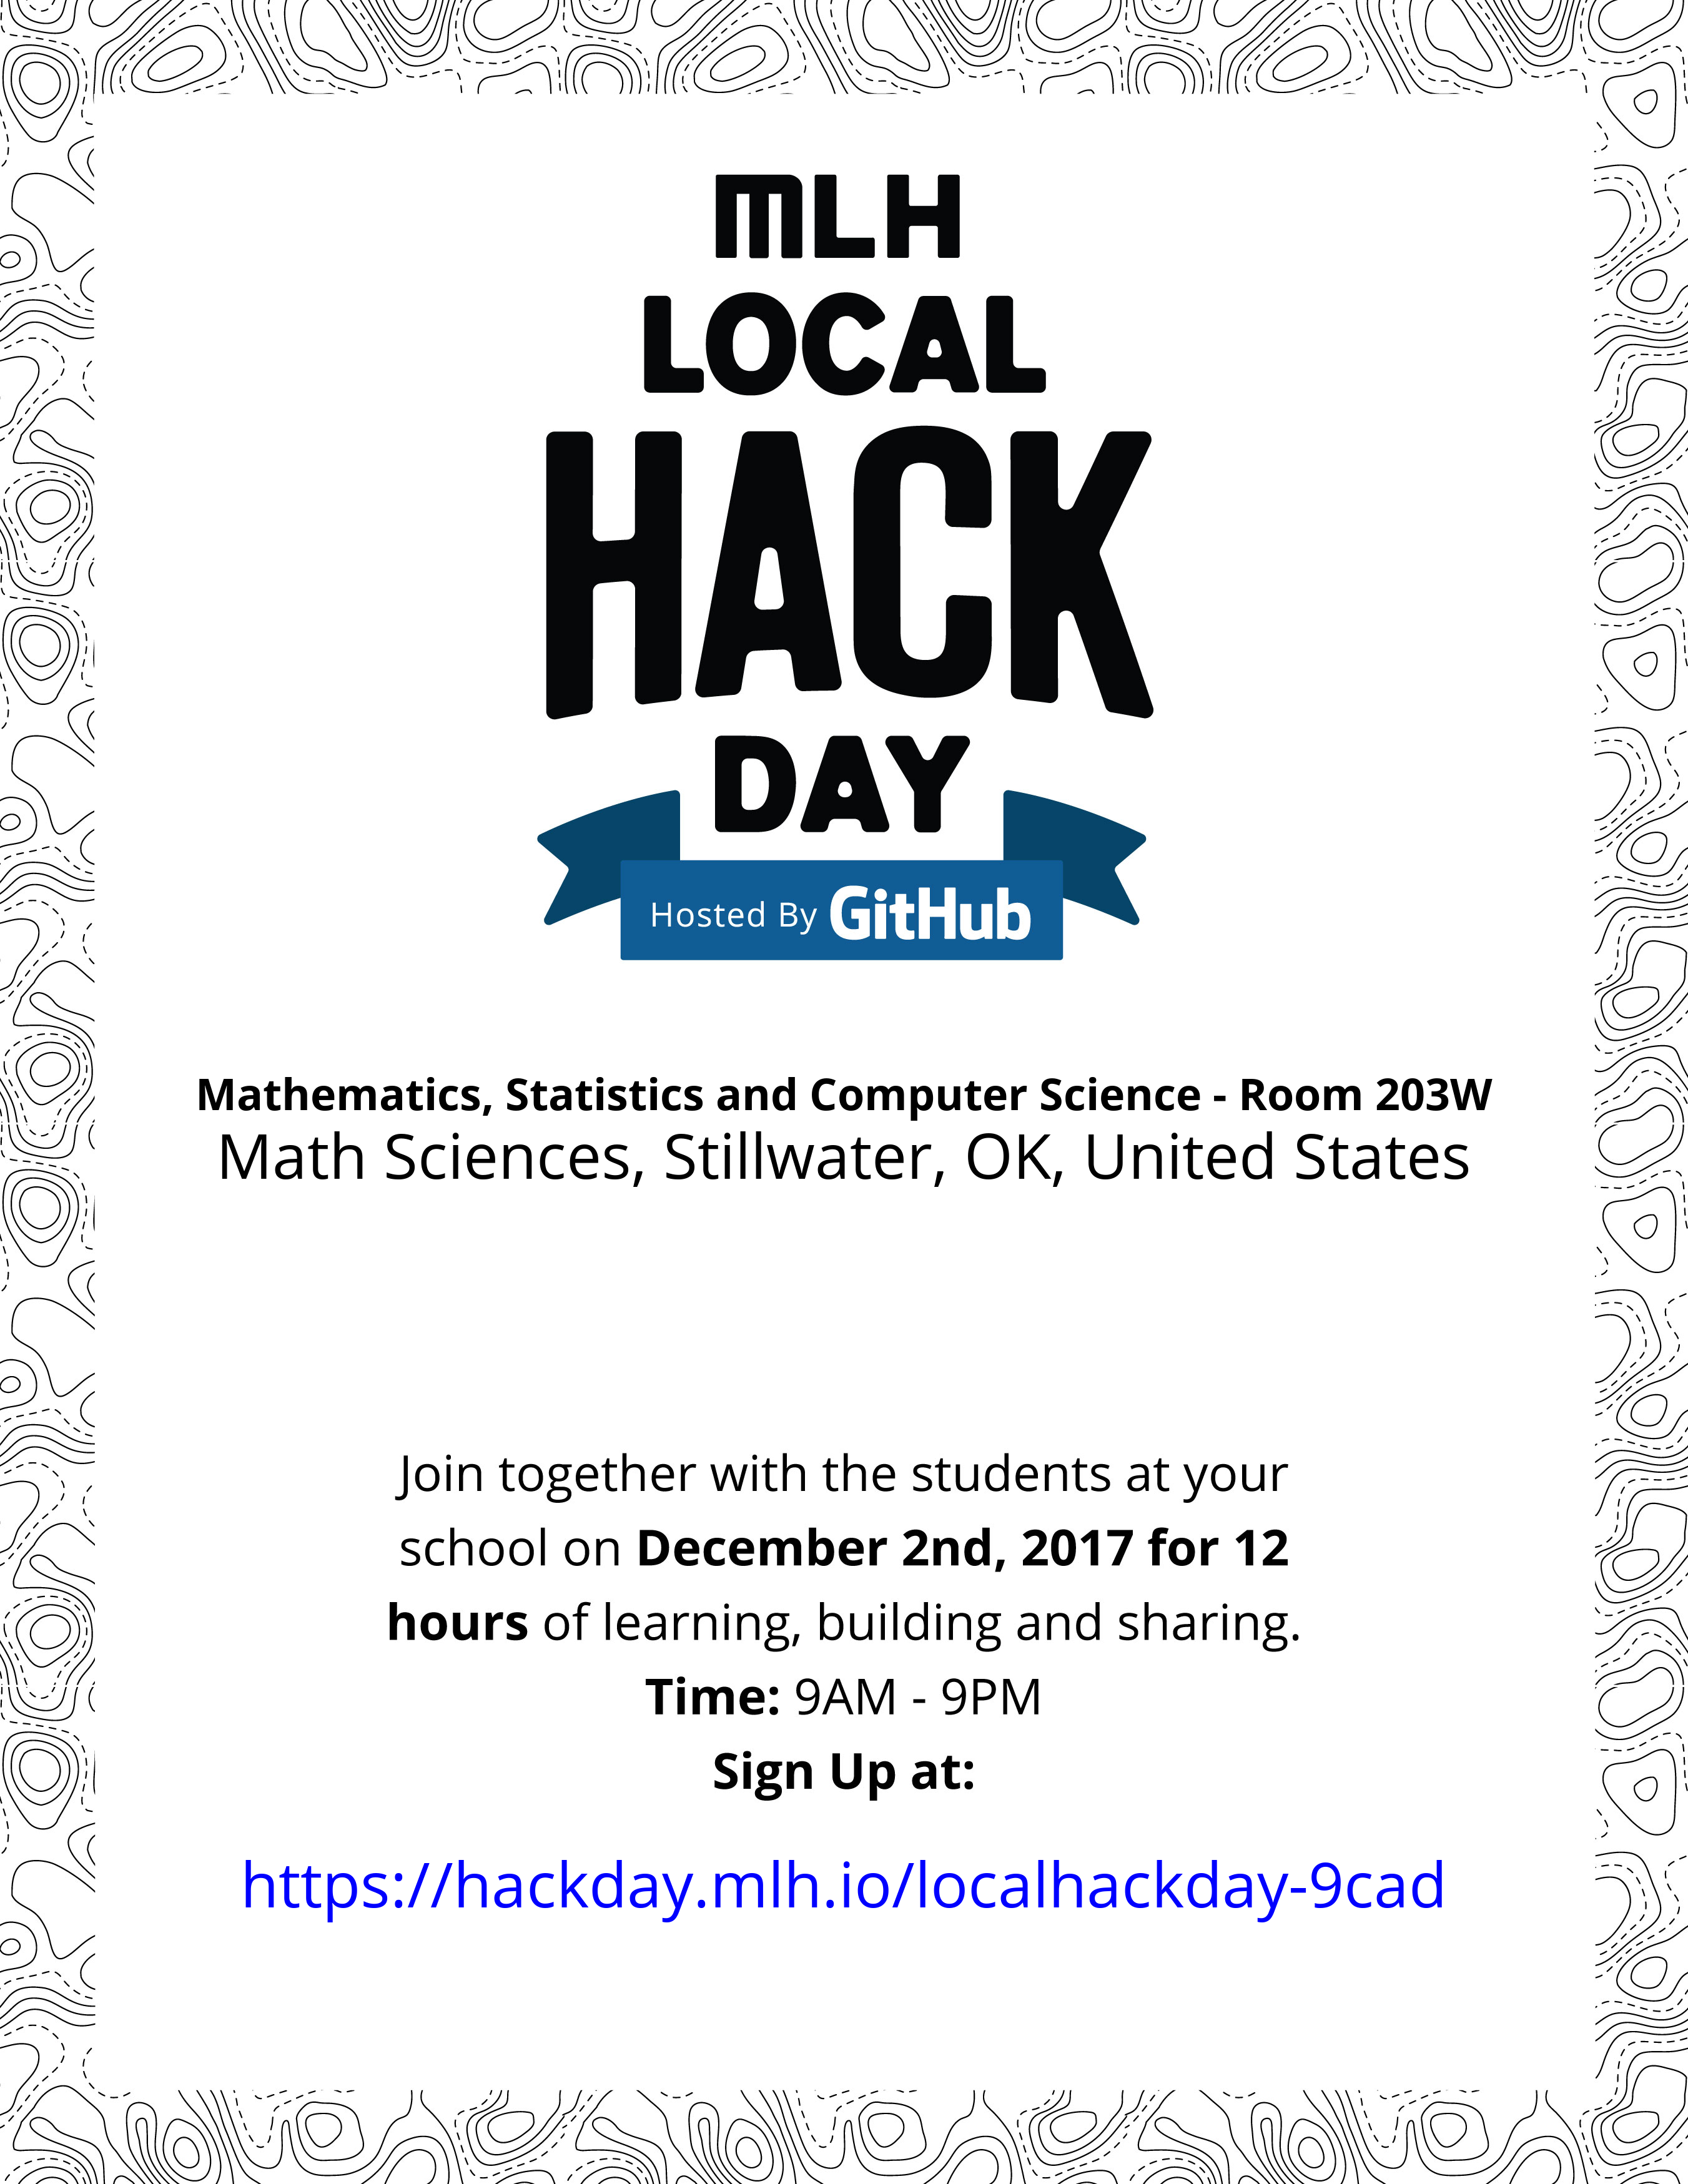 MLH
LOCAL
HACK
DAY
Hosted By GitHub
Mathematics, Statistics and Computer Science - Room 203W
Math Sciences, Stillwater, OK, United States
Join together with the students at your
school on December 2nd, 2017 for 12
hours of learning, building and sharing.
Time: 9AM - 9PM
Sign Up at:
https://hackday.mlh.io/localhackday-9cad